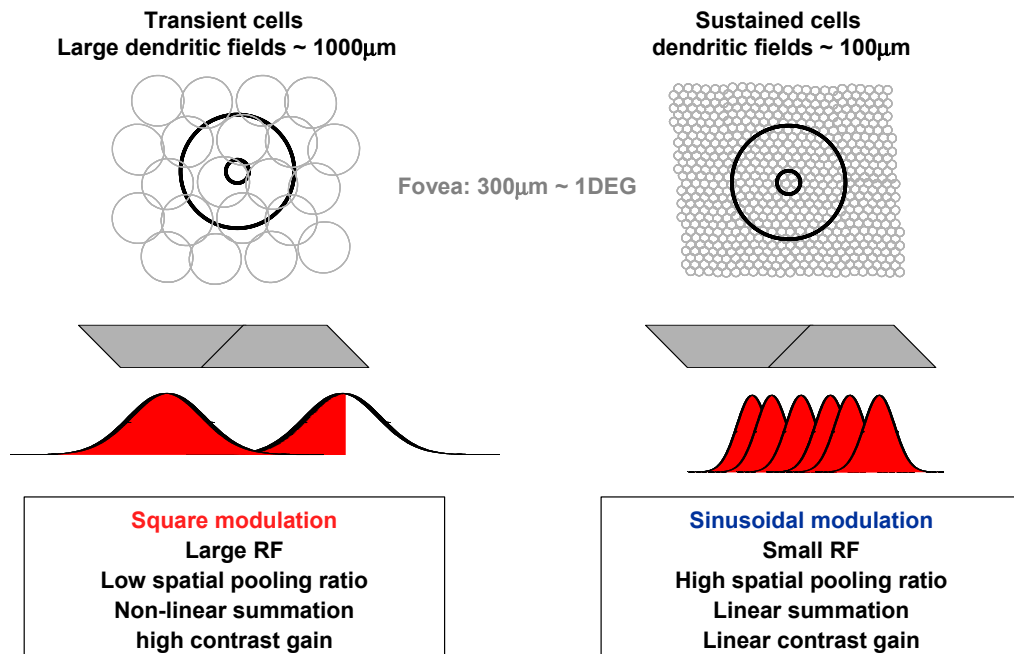 Transient cells
Large dendritic fields ~ 1000μm
Sustained cells
dendritic fields ~ 100μm
Fovea: 300μm ~ 1DEG
Square modulation
Large RF
Low spatial pooling ratio
Non-linear summation
high contrast gain
Sinusoidal modulation
Small RF
High spatial pooling ratio
Linear summation
Linear contrast gain